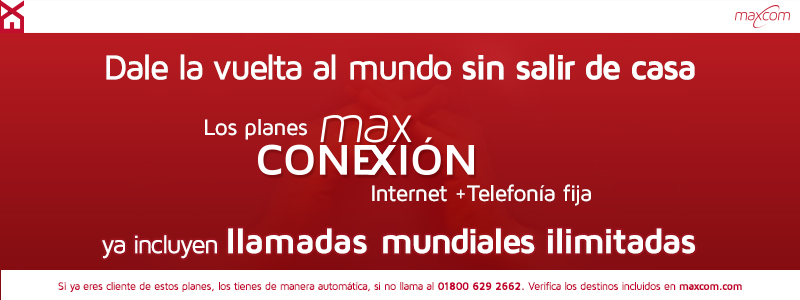 maxcom
Dale la vuelta al mundo sin salir de casa
Los planes max
CONEXIÓN
Internet +Telefonía fija
ya incluyen llamadas mundiales ilimitadas
Si ya eres cliente de estos planes, los tienes de manera automática, si no llama al 01800 629 2662. Verifica los destinos incluidos en maxcom.com